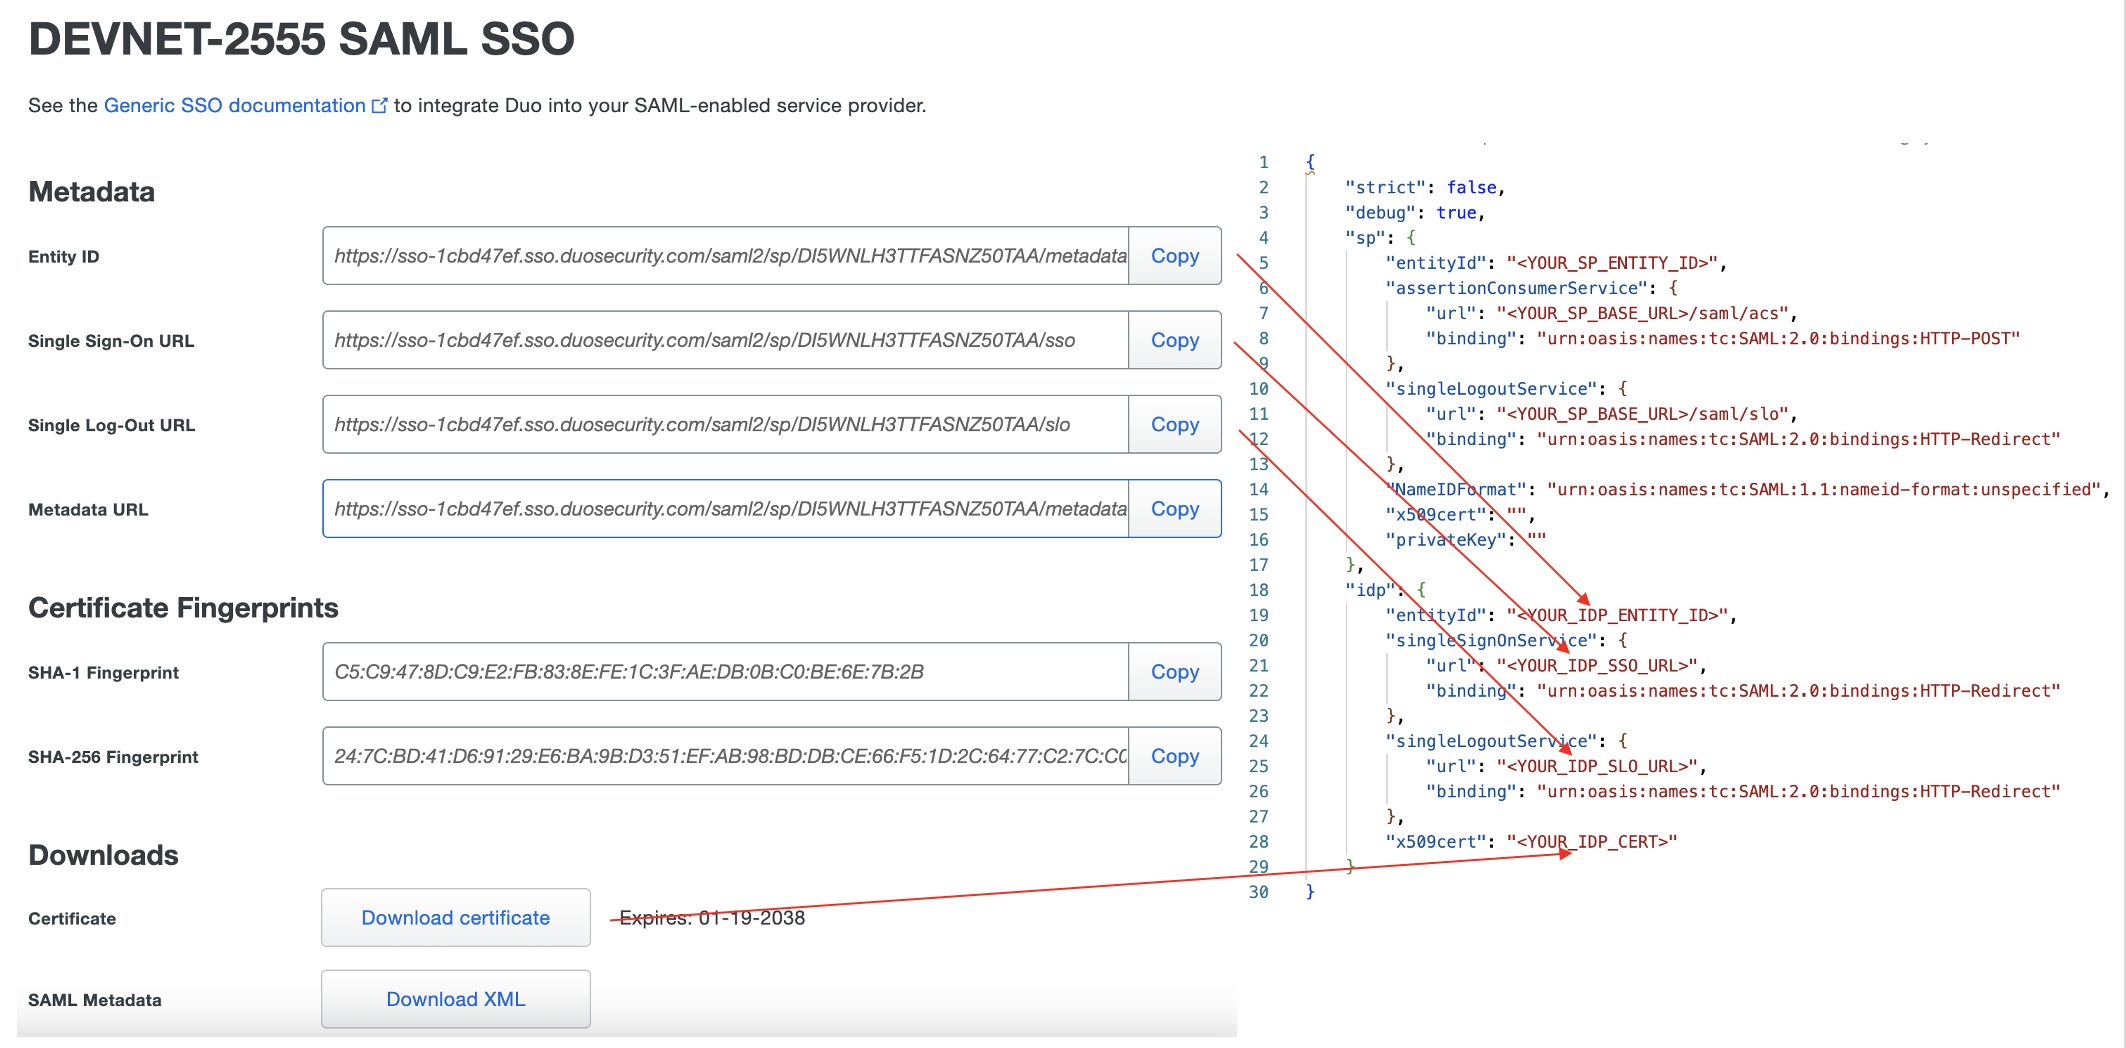 DEVNET-2555 SAML SSO
See the Generic SSO documentation to integrate Duo into your SAML-enabled service provider.
Metadata
Entity ID
https://sso-1cbd47ef.sso.duosecurity.com/saml2/sp/DI5WNLH3TTFASNZ50TAA/metadata
Copy
Single Sign-On URL
https://sso-1cbd47ef.sso.duosecurity.com/saml2/sp/DI5WNLH3TTFASNZ50TAA/sso
Copy
Single Log-Out URL
https://sso-1cbd47ef.sso.duosecurity.com/saml2/sp/DI5WNLH3TTFASNZ50TAA/slo
Copy
Metadata URL
https://sso-1cbd47ef.sso.duosecurity.com/saml2/sp/DI5WNLH3TTFASNZ50TAA/metadata
Copy
Certificate Fingerprints
SHA-1 Fingerprint
C5:C9:47:8D:C9:E2:FB:83:8E:FE:1C:3F:AE:DB:0B:C0:BE:6E:7B:2B
Copy
SHA-256 Fingerprint
24:7C:BD:41:D6:91:29:E6:BA:9B:D3:51:EF:AB:98:BD:DB:CE:66:F5:1D:2C:64:77:C2:7C:C0
Copy
Downloads
Certificate
Download certificate
Expires: 01-19-2038
SAML Metadata
Download XML
1 {
2 "strict": false,
3 "debug": true,
4 "sp": {
5 "entityId": "<YOUR_SP_ENTITY_ID>",
6 "assertionConsumerService": {
7 "url": "<YOUR_SP_BASE_URL>/saml/acs",
8 "binding": "urn:oasis:names:tc:SAML:2.0:bindings:HTTP-POST"
9 },
10 "singleLogoutService": {
11 "url": "<YOUR_SP_BASE_URL>/saml/slo",
12 "binding": "urn:oasis:names:tc:SAML:2.0:bindings:HTTP-Redirect"
13 },
14 "NameIDFormat": "urn:oasis:names:tc:SAML:1.1:nameid-format:unspecified",
15 "x509cert": "",
16 "privateKey": ""
17 },
18 "idp": {
19 "entityId": "<YOUR_IDP_ENTITY_ID>",
20 "singleSignOnService": {
21 "url": "<YOUR_IDP_SSO_URL>",
22 "binding": "urn:oasis:names:tc:SAML:2.0:bindings:HTTP-Redirect"
23 },
24 "singleLogoutService": {
25 "url": "<YOUR_IDP_SLO_URL>",
26 "binding": "urn:oasis:names:tc:SAML:2.0:bindings:HTTP-Redirect"
27 },
28 "x509cert": "<YOUR_IDP_CERT>"
29 }
30 }